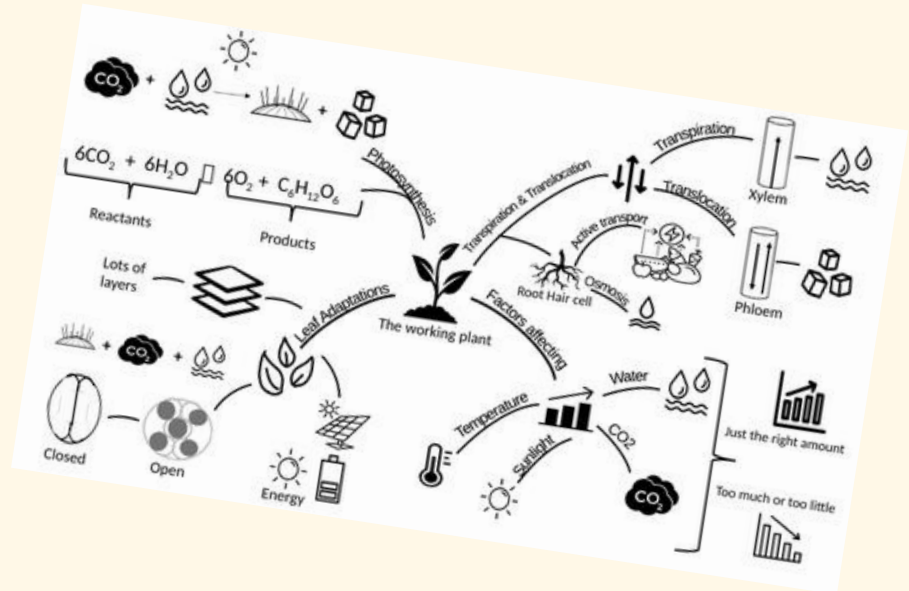 CO2
Photosynthesis
6CO2 + 6H2O
6O2 + C6H12O6
Reactants
Products
Lots of
layers
Leaf Adaptations
CO2
Closed
Open
Energy
The working plant
Transpiration & Translocation
Transpiration
Xylem
Translocation
Phloem
Active transport
Root Hair cell
Osmosis
Factors affecting
Temperature
Sunlight
Water
CO2
CO2
Just the right amount
Too much or too little